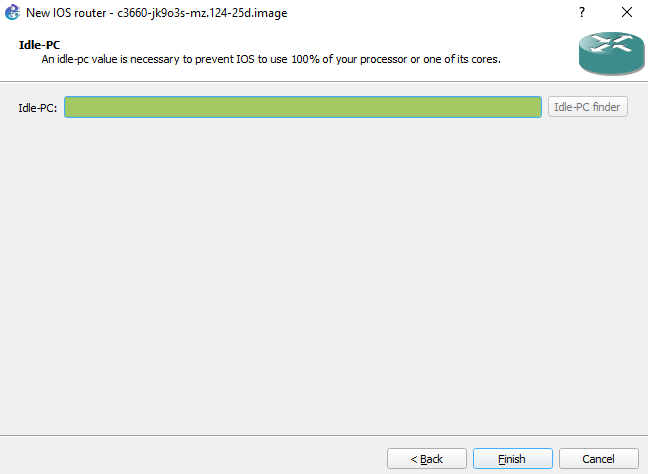 New IOS router - c3660-jk9o3s-mz.124-25d.image
?
Idle-PC
An idle-pc value is necessary to prevent IOS to use 100% of your processor or one of its cores.
Idle-PC:
Idle-PC finder
< Back
Finish
Cancel